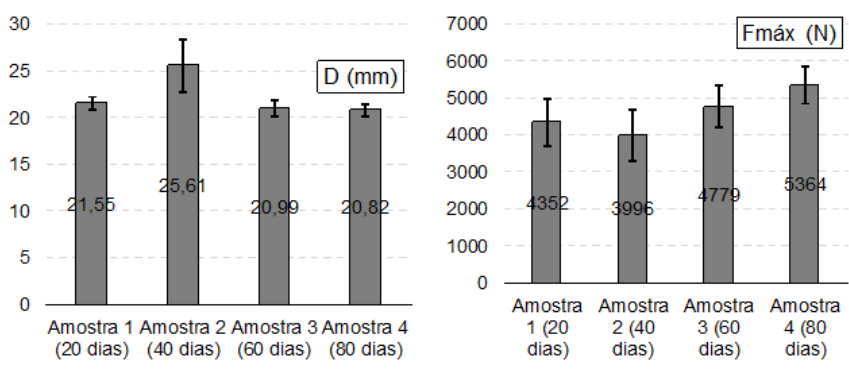 30
25
20
15
10
5
0
D (mm)
21,55
25,61
20,99
20,82
Amostra 1 Amostra 2 Amostra 3 Amostra 4
(20 dias) (40 dias) (60 dias) (80 dias)
7000
6000
5000
4000
3000
2000
1000
0
Fmáx (N)
4352
3996
4779
5364
Amostra
1 (20
dias)
Amostra
2 (40
dias)
Amostra
3 (60
dias)
Amostra
4 (80
dias)